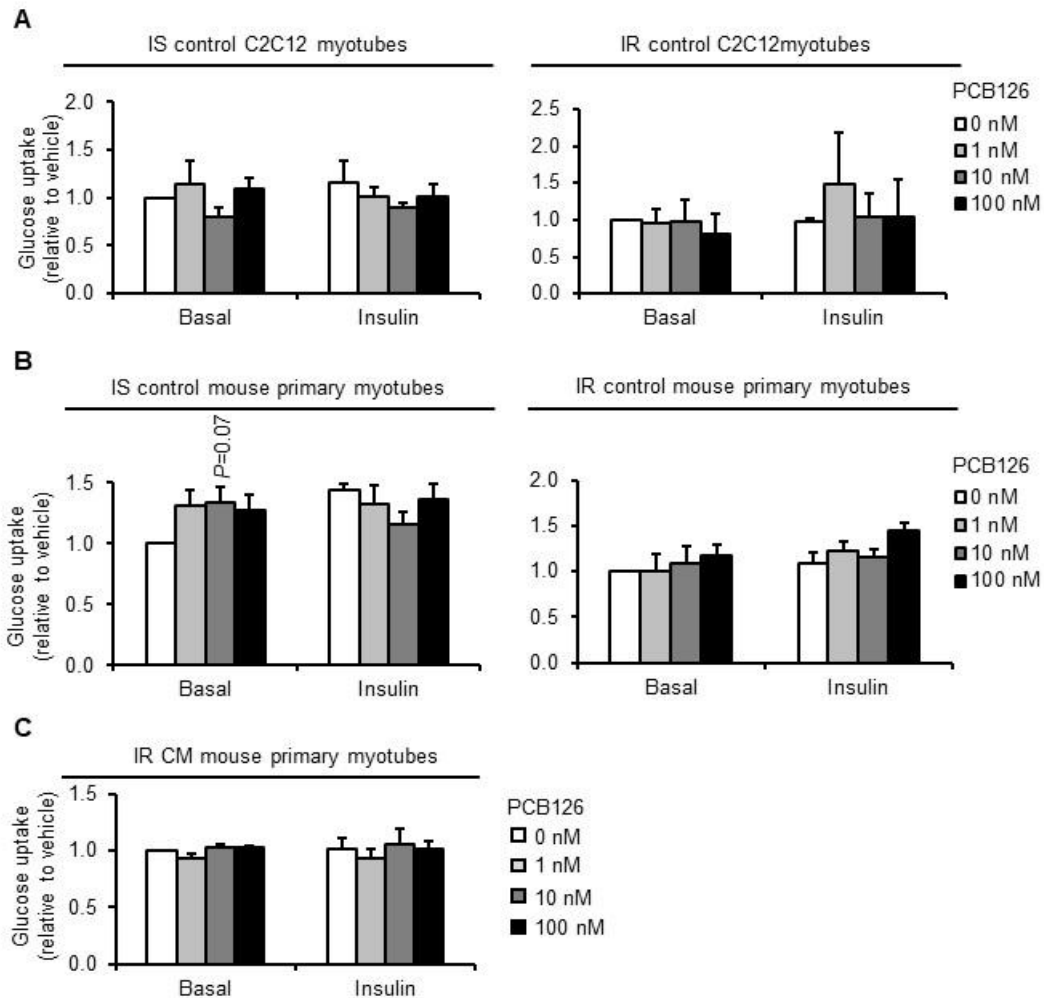 A
IS control C2C12 myotubes
IR control C2C12myotubes
Glucose uptake
(relative to vehicle)
2.0
1.5
1.0
0.5
0.0
Basal
Insulin
2.5
2.0
1.5
1.0
0.5
0.0
Basal
Insulin
PCB126
0 nM
1 nM
10 nM
100 nM
B
IS control mouse primary myotubes
IR control mouse primary myotubes
Glucose uptake
(relative to vehicle)
1.5
1.0
0.5
0.0
P=0.07
Basal
Insulin
2.0
1.5
1.0
0.5
0.0
Basal
Insulin
PCB126
0 nM
1 nM
10 nM
100 nM
C
IR CM mouse primary myotubes
Glucose uptake
(relative to vehicle)
1.5
1.0
0.5
0.0
Basal
Insulin
PCB126
0 nM
1 nM
10 nM
100 nM